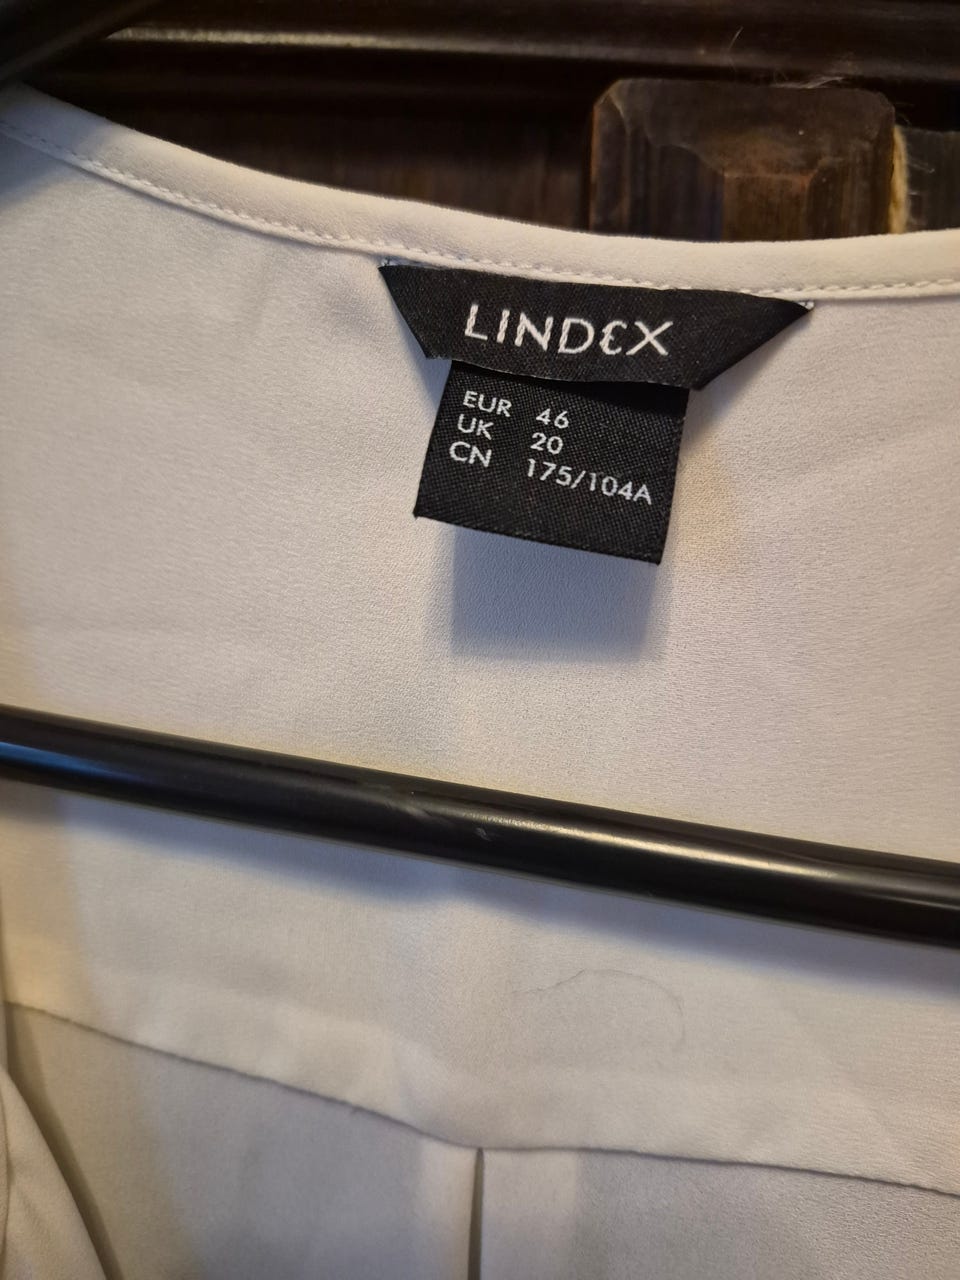 LINDEX
EUR 46
UK 20
CN 175/104A